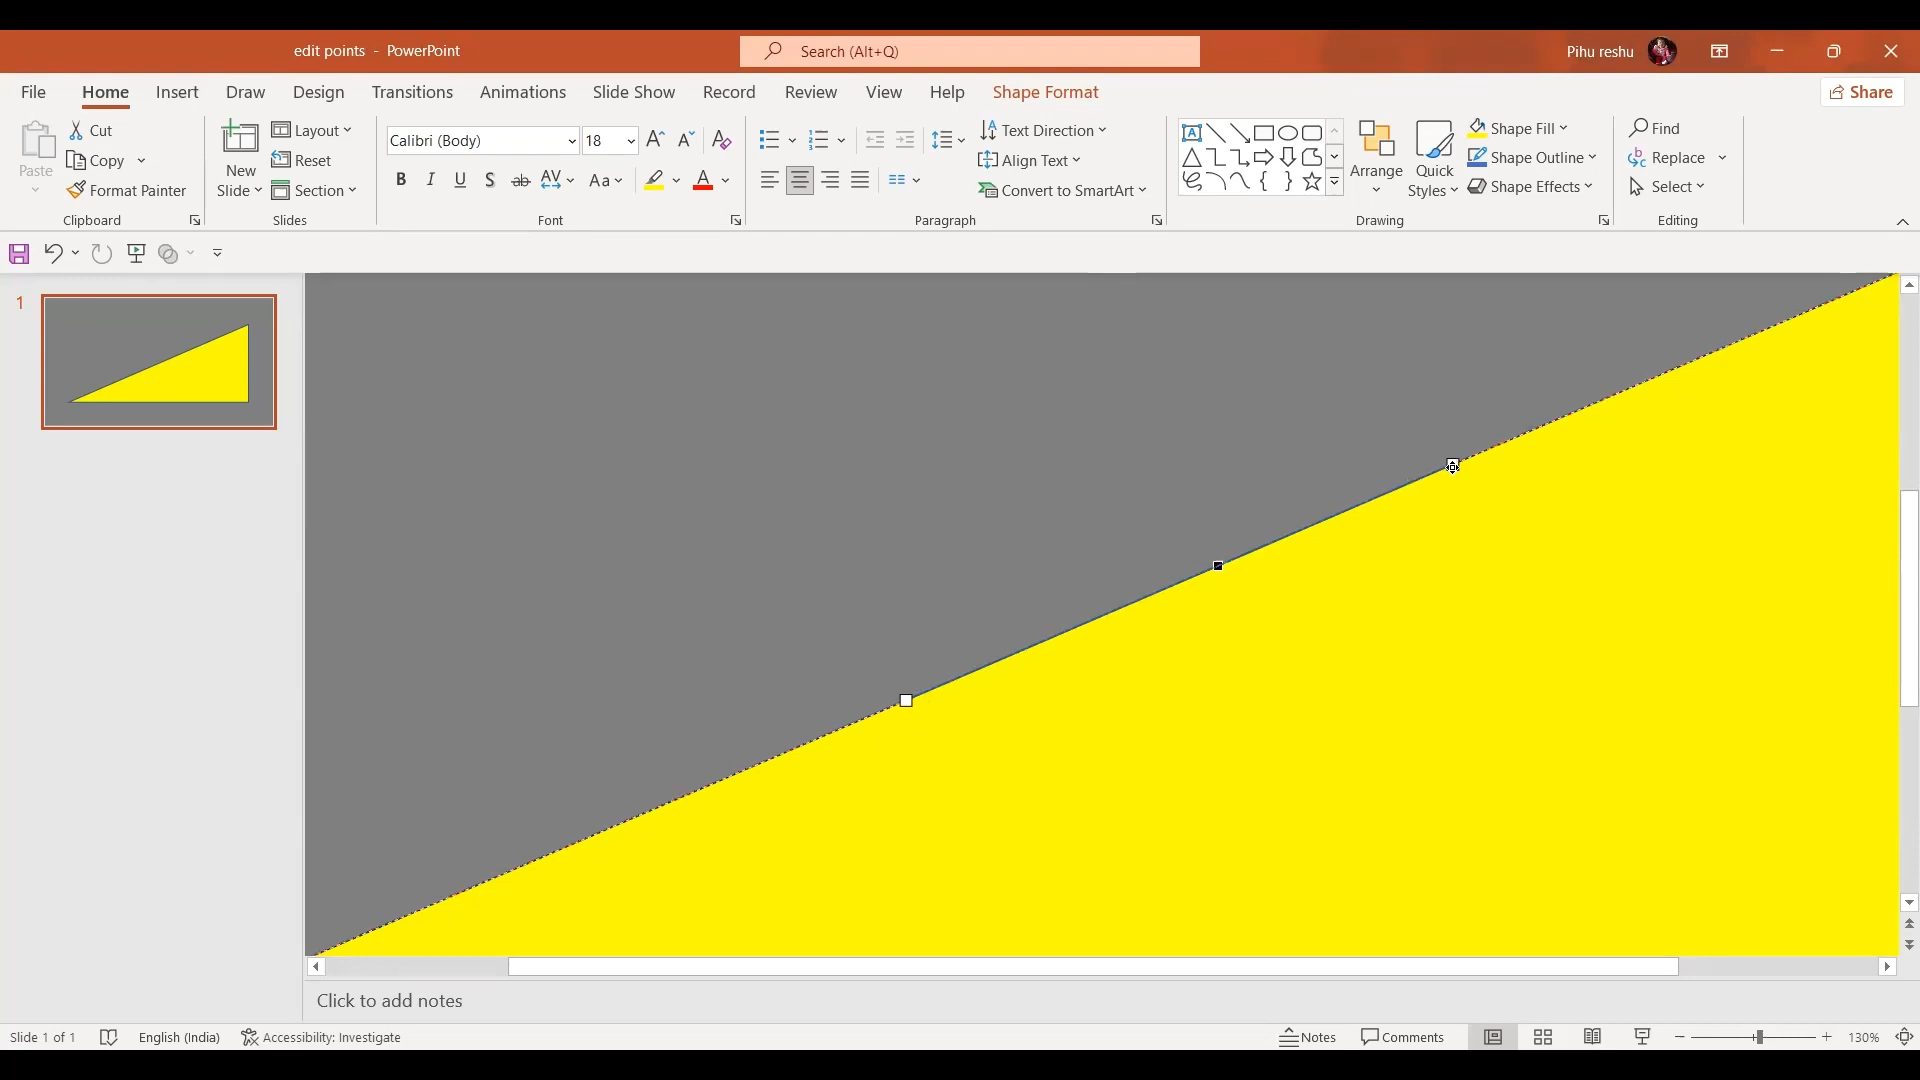 edit points - PowerPoint
Search (Alt+Q)
Pihu reshu
File Home Insert Draw Design Transitions Animations Slide Show Record Review View Help Shape Format Share
Paste
Cut
Copy
Format Painter
Clipboard
New Slide
Layout
Reset
Section
Slides
Calibri (Body) 18
A A A
B I U S ab AV Aa A
Font
Text Direction
Align Text
Convert to SmartArt
Paragraph
A
Arrange
Quick Styles
Shape Fill
Shape Outline
Shape Effects
Drawing
Find
Replace
Select
Editing
1
Click to add notes
Slide 1 of 1 English (India) Accessibility: Investigate Notes Comments 130%